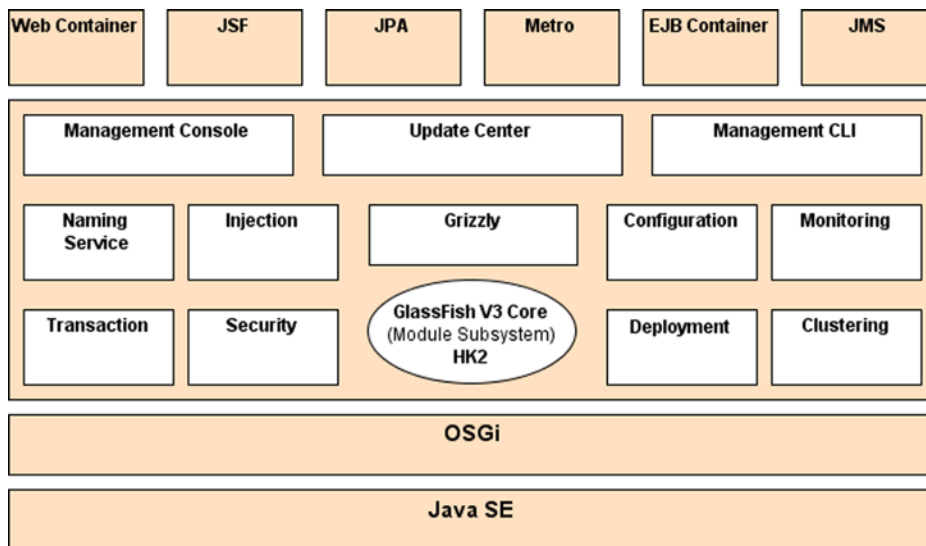 Web Container
JSF
JPA
Metro
EJB Container
JMS
Management Console
Update Center
Management CLI
Naming
Service
Injection
Grizzly
Configuration
Monitoring
Transaction
Security
GlassFish V3 Core
(Module Subsystem)
HK2
Deployment
Clustering
OSGi
Java SE